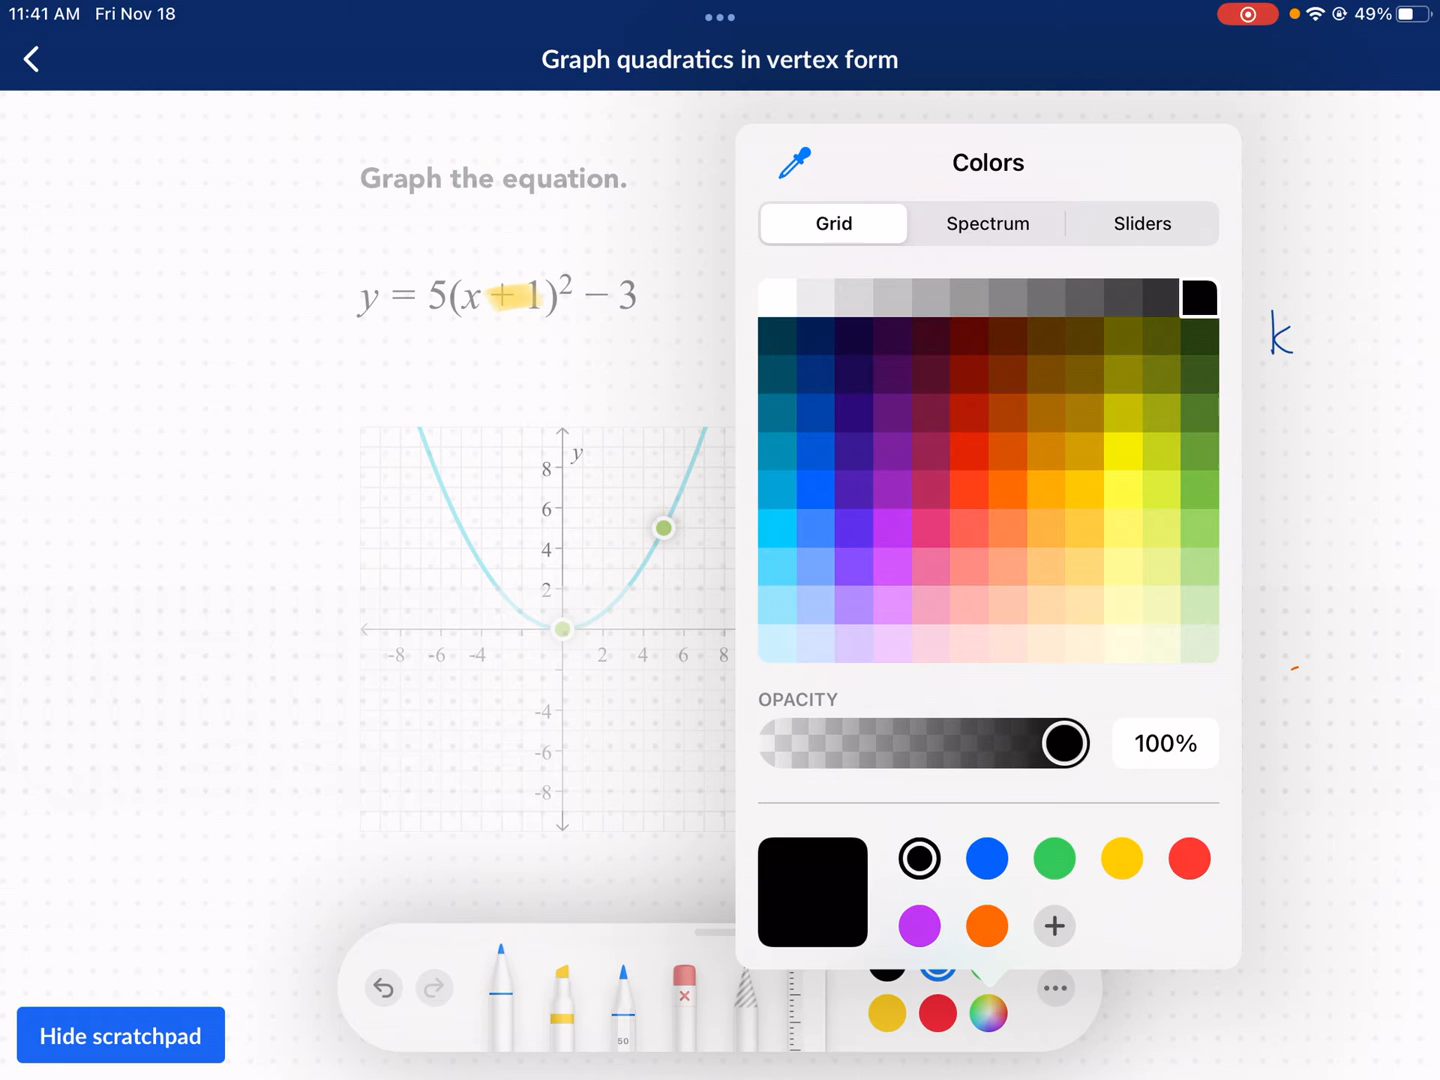 11:41 AM Fri Nov 18
49%
Graph quadratics in vertex form
Graph the equation.
y = 5(x + 1)² − 3
k
y
8
6
4
2
-8 -6 -4 2 4 6 8
-4
-6
-8
Colors
Grid Spectrum Sliders
OPACITY
100%
50
Hide scratchpad